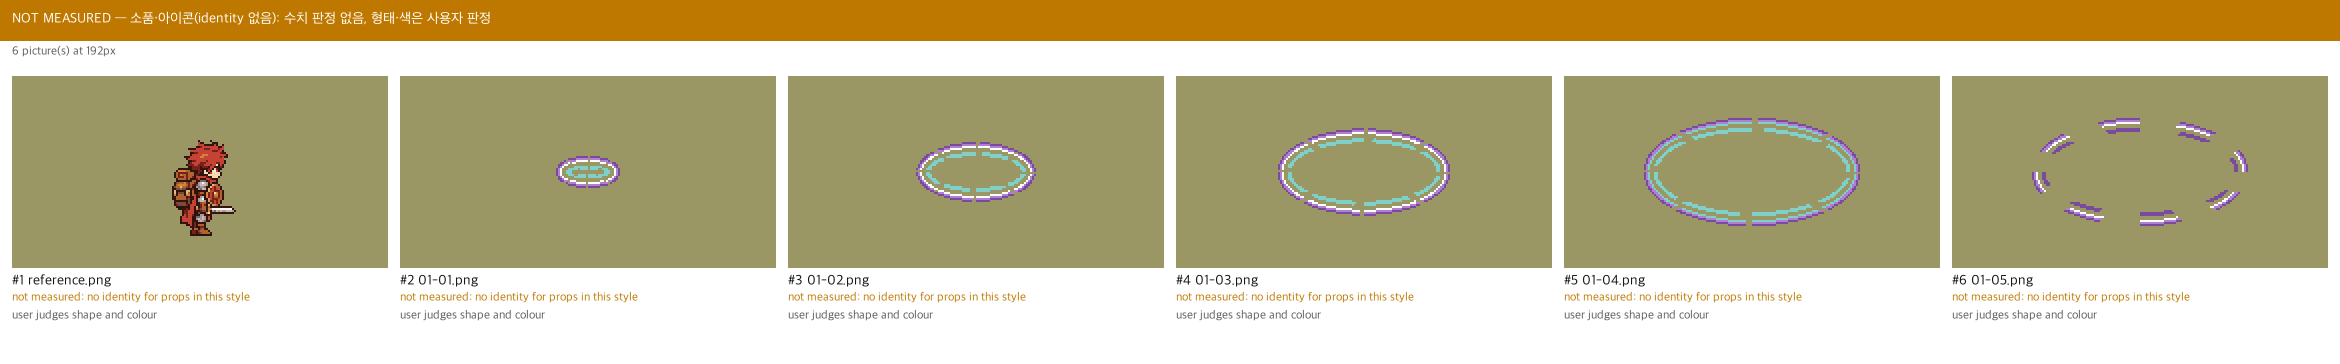 NOT MEASURED — 소품·아이콘(identity 없음): 수치 판정 없음, 형태·색은 사용자 판정
6 picture(s) at 192px
#1 reference.png
not measured: no identity for props in this style
user judges shape and colour
#2 01-01.png
not measured: no identity for props in this style
user judges shape and colour
#3 01-02.png
not measured: no identity for props in this style
user judges shape and colour
#4 01-03.png
not measured: no identity for props in this style
user judges shape and colour
#5 01-04.png
not measured: no identity for props in this style
user judges shape and colour
#6 01-05.png
not measured: no identity for props in this style
user judges shape and colour